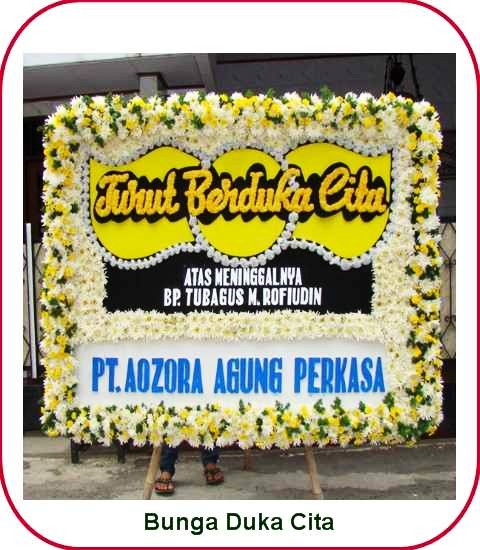 Turut Berduka Cita
ATAS MENINGGALNYA
BP. TUBAGUS M. ROFIUDIN
PT. AOZORA AGUNG PERKASA
Bunga Duka Cita